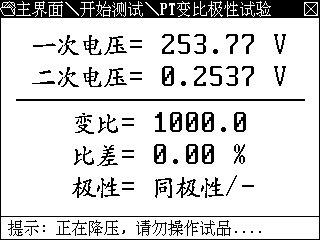 主界面\开始测试\PT变比极性试验
一次电压= 253.77 V
二次电压= 0.2537 V
变比= 1000.0
比差= 0.00 %
极性= 同极性/-
提示: 正在降压, 请勿操作试品....